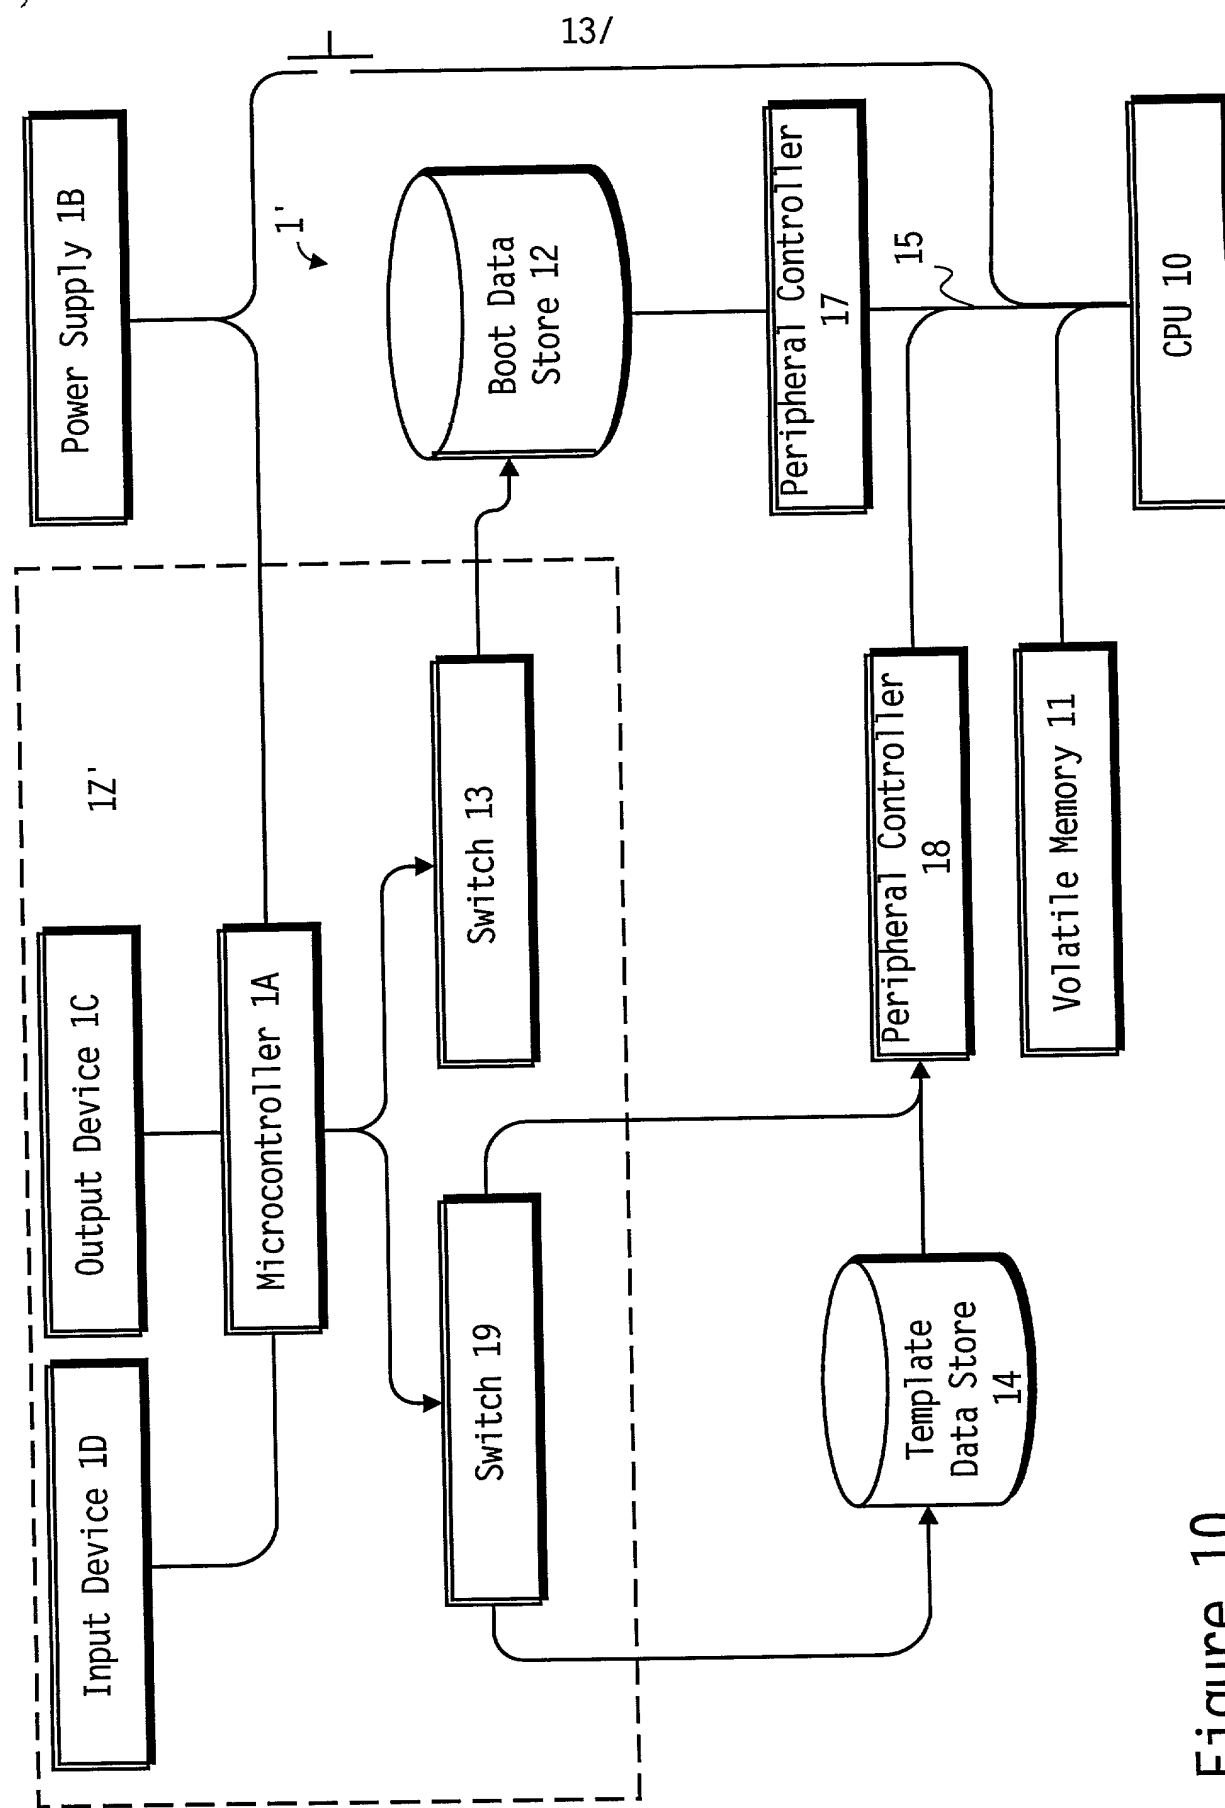 13/
Power Supply 1B
1'
Boot Data
Store 12
Peripheral Controller
17
15
CPU 10
1Z'
Output Device 1C
Microcontroller 1A
Switch 13
Peripheral Controller
18
Volatile Memory 11
Input Device 1D
Switch 19
Template
Data Store
14
Figure 10